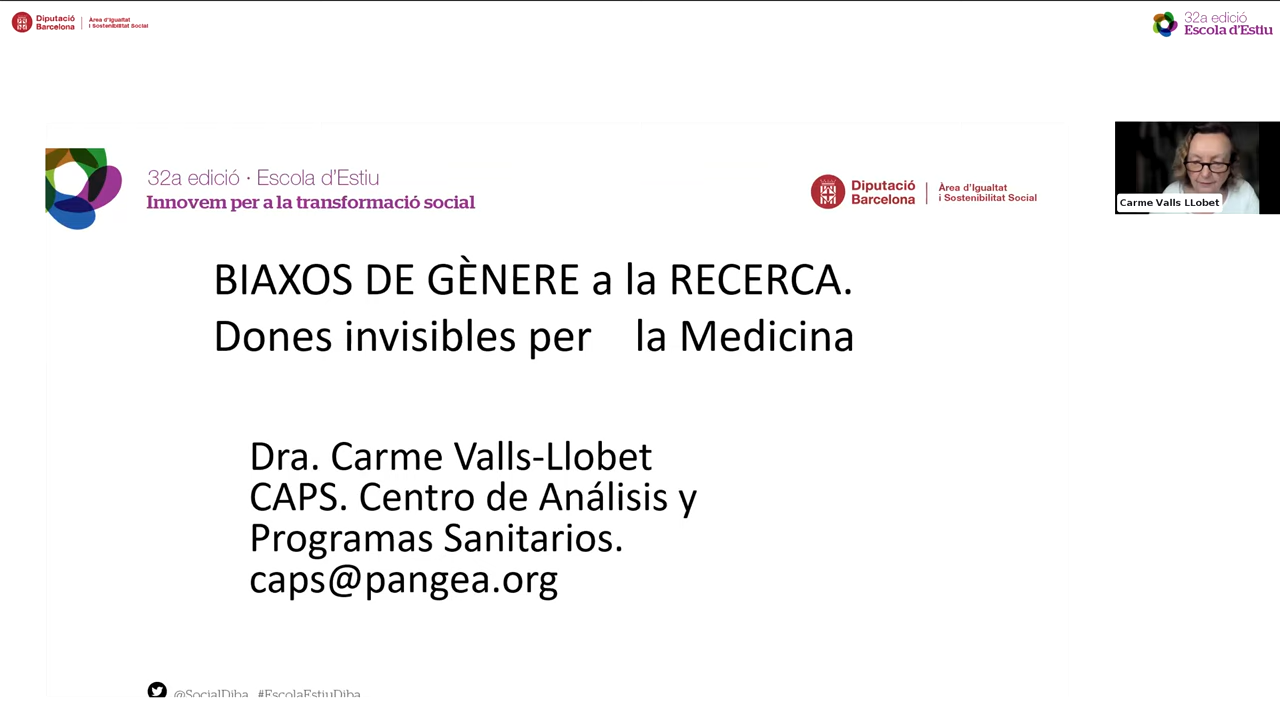 Diputació
Barcelona
Àrea d'Igualtat
i Sostenibilitat Social
32a edició
Escola d'Estiu
32a edició · Escola d'Estiu
Innovem per a la transformació social
Diputació
Barcelona
Àrea d'Igualtat
i Sostenibilitat Social
Carme Valls LLobet
BIAXOS DE GÈNERE a la RECERCA.
Dones invisibles per la Medicina
Dra. Carme Valls-Llobet
CAPS. Centro de Análisis y
Programas Sanitarios.
caps@pangea.org
@SocialDiba #EscolaEstiuDiba